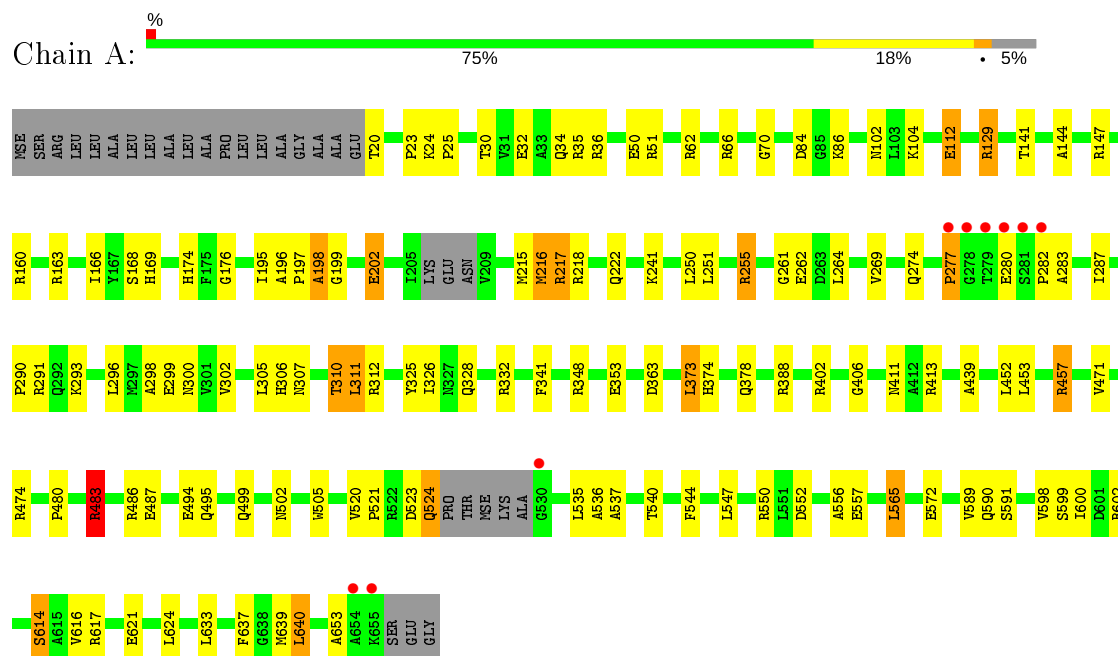 %
Chain A:
75% 18% • 5%
MSE SER ARG LEU LEU ALA LEU LEU ALA LEU ALA PRO LEU LEU ALA GLY ALA ALA GLU T20 P23 K24 P25 T30 V31 E32 A33 Q34 R35 R36 E50 R51 R62 R66 G70 D84 G85 K86 N102 L103 K104 E112 R129 T141 A144 R147
R160 R163 I166 Y167 S168 H169 H174 F175 G176 I195 A196 P197 A198 G199 E202 I205 LYS GLU ASN V209 M215 M216 R217 R218 Q222 K241 L250 L251 R255 G261 E262 D263 L264 V269 Q274 P277 G278 T279 E280 S281 P282 A283 I287
P290 R291 Q292 K293 L296 M297 A298 E299 N300 V301 V302 L305 H306 N307 T310 L311 R312 Y325 I326 N327 Q328 R332 F341 R348 E353 D363 L373 H374 Q378 R388 R402 G406 N411 A412 R413 A439 L452 L453 R457 V471
R474 P480 R483 R486 E487 E494 Q495 Q499 N502 W505 V520 P521 R522 D523 Q524 PRO THR MSE LYS ALA G530 L535 A536 A537 T540 F544 L547 R550 L551 D552 A556 E557 L565 E572 V589 Q590 S591 V598 S599 I600 D601
S614 A615 V616 R617 E621 L624 L633 F637 G638 M639 L640 A653 A654 K655 SER GLU GLY